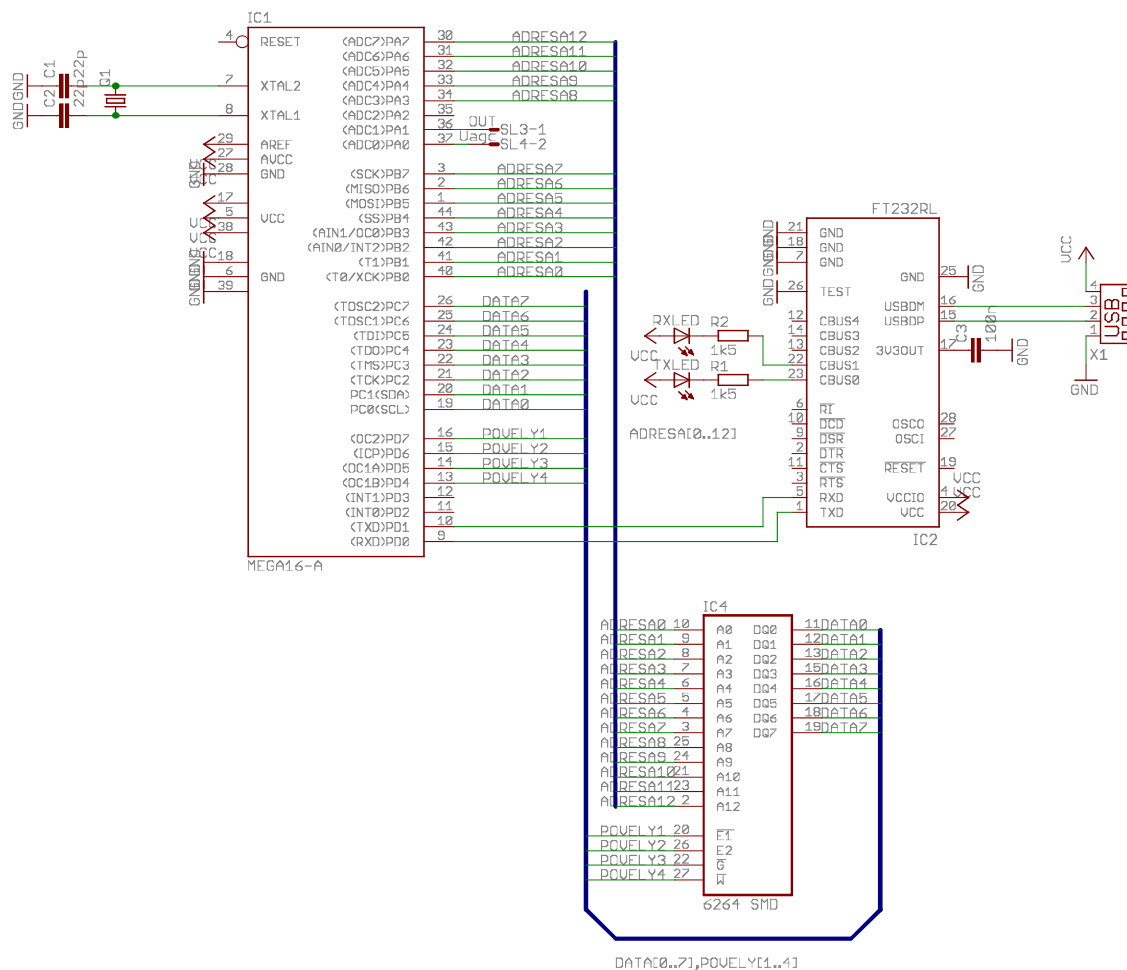 IC1
4 RESET
7 XTAL2
8 XTAL1
29 AREF
27 AVCC
28 GND
17
5 VCC
38
18
6 GND
39
(ADC7)PA7 30 ADRESA12
(ADC6)PA6 31 ADRESA11
(ADC5)PA5 32 ADRESA10
(ADC4)PA4 33 ADRESA9
(ADC3)PA3 34 ADRESA8
(ADC2)PA2 35
(ADC1)PA1 36 OUT SL3-1
(ADC0)PA0 37 Uagc SL4-2
(SCK)PB7 3 ADRESA7
(MISO)PB6 2 ADRESA6
(MOSI)PB5 1 ADRESA5
(SS)PB4 44 ADRESA4
(AIN1/OC0)PB3 43 ADRESA3
(AIN0/INT2)PB2 42 ADRESA2
(T1)PB1 41 ADRESA1
(T0/XCK)PB0 40 ADRESA0
(TOSC2)PC7 26 DATA7
(TOSC1)PC6 25 DATA6
(TDI)PC5 24 DATA5
(TDO)PC4 23 DATA4
(TMS)PC3 22 DATA3
(TCK)PC2 21 DATA2
PC1(SDA) 20 DATA1
PC0(SCL) 19 DATA0
(OC2)PD7 16 POVELY1
(ICP)PD6 15 POVELY2
(OC1A)PD5 14 POVELY3
(OC1B)PD4 13 POVELY4
(INT1)PD3 12
(INT0)PD2 11
(TXD)PD1 10
(RXD)PD0 9
MEGA16-A
GND C1 22p
GND C2 22p
Q1
GND
VCC
VCC
VCC
GND
GND
GND
FT232RL
GND 21 GND
GND 18 GND
GND 7 GND
GND 26 TEST
12 CBUS4
14 CBUS3
13 CBUS2
22 CBUS1
23 CBUS0
6 RI
10 DCD
9 DSR
2 DTR
11 CTS
3 RTS
5 RXD
1 TXD
GND 25 GND
USBDM 16
USBDP 15
3V3OUT 17
OSCO 28
OSCI 27
RESET 19
VCCIO 4 VCC
VCC 20 VCC
IC2
RXLED R2
VCC 1k5
TXLED R1
VCC 1k5
ADRESA[0..12]
C3 100n
GND
VCC
4
3
2
1
USB
X1
GND
IC4
ADRESA0 10 A0 DQ0 11 DATA0
ADRESA1 9 A1 DQ1 12 DATA1
ADRESA2 8 A2 DQ2 13 DATA2
ADRESA3 7 A3 DQ3 15 DATA3
ADRESA4 6 A4 DQ4 16 DATA4
ADRESA5 5 A5 DQ5 17 DATA5
ADRESA6 4 A6 DQ6 18 DATA6
ADRESA7 3 A7 DQ7 19 DATA7
ADRESA8 25 A8
ADRESA9 24 A9
ADRESA10 21 A10
ADRESA11 23 A11
ADRESA12 2 A12
POVELY1 20 E1
POVELY2 26 E2
POVELY3 22 G
POVELY4 27 W
6264 SMD
DATA[0..7],POVELY[1..4]